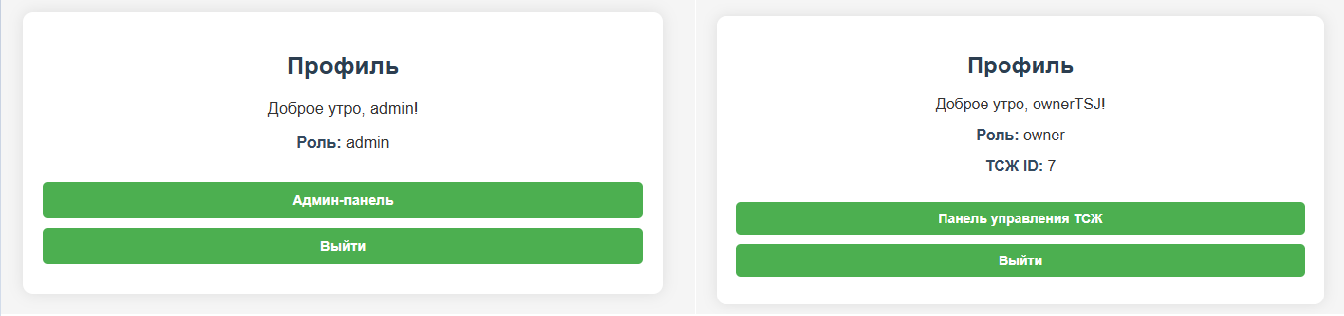 Профиль
Доброе утро, admin!
Роль: admin
Админ-панель
Выйти
Профиль
Доброе утро, ownerTSJ!
Роль: owner
ТСЖ ID: 7
Панель управления ТСЖ
Выйти